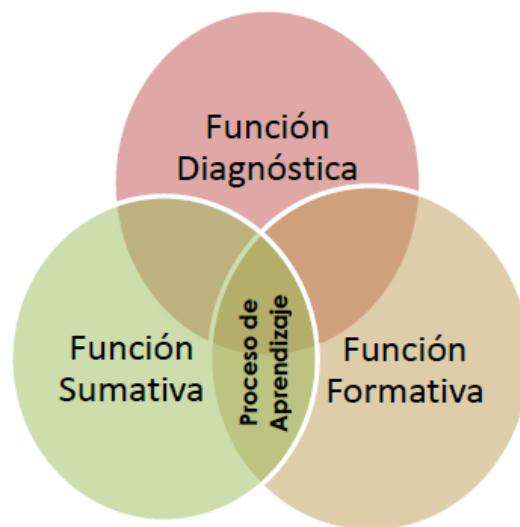 Función
Diagnóstica
Función
Sumativa
Proceso de
Aprendizaje
Función
Formativa